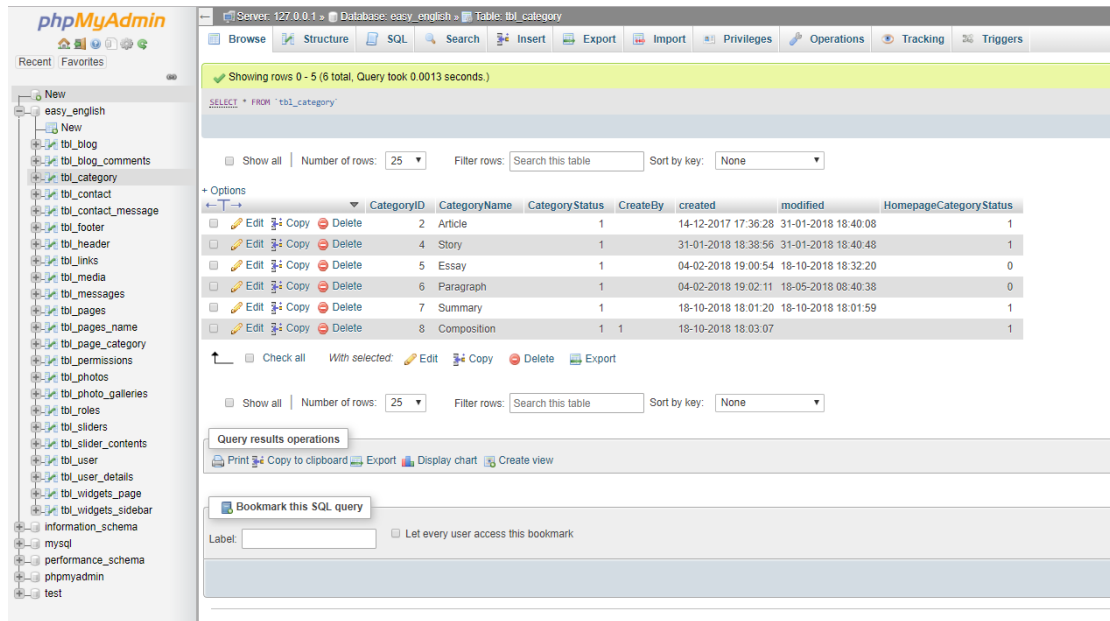 phpMyAdmin
Recent Favorites
New
easy_english
New
tbl_blog
tbl_blog_comments
tbl_category
tbl_contact
tbl_contact_message
tbl_footer
tbl_header
tbl_links
tbl_media
tbl_messages
tbl_pages
tbl_pages_name
tbl_page_category
tbl_permissions
tbl_photos
tbl_photo_galleries
tbl_roles
tbl_sliders
tbl_slider_contents
tbl_user
tbl_user_details
tbl_widgets_page
tbl_widgets_sidebar
information_schema
mysql
performance_schema
phpmyadmin
test
Server: 127.0.0.1 » Database: easy_english » Table: tbl_category
Browse Structure SQL Search Insert Export Import Privileges Operations Tracking Triggers
Showing rows 0 - 5 (6 total, Query took 0.0013 seconds.)
SELECT * FROM `tbl_category`
Show all Number of rows: 25 Filter rows: Search this table Sort by key: None
+ Options
←T→ CategoryID CategoryName CategoryStatus CreateBy created modified HomepageCategoryStatus
Edit Copy Delete 2 Article 1 14-12-2017 17:36:28 31-01-2018 18:40:08 1
Edit Copy Delete 4 Story 1 31-01-2018 18:38:56 31-01-2018 18:40:48 1
Edit Copy Delete 5 Essay 1 04-02-2018 19:00:54 18-10-2018 18:32:20 0
Edit Copy Delete 6 Paragraph 1 04-02-2018 19:02:11 18-05-2018 08:40:38 0
Edit Copy Delete 7 Summary 1 18-10-2018 18:01:20 18-10-2018 18:01:59 1
Edit Copy Delete 8 Composition 1 1 18-10-2018 18:03:07 1
Check all With selected: Edit Copy Delete Export
Show all Number of rows: 25 Filter rows: Search this table Sort by key: None
Query results operations
Print Copy to clipboard Export Display chart Create view
Bookmark this SQL query
Label: Let every user access this bookmark